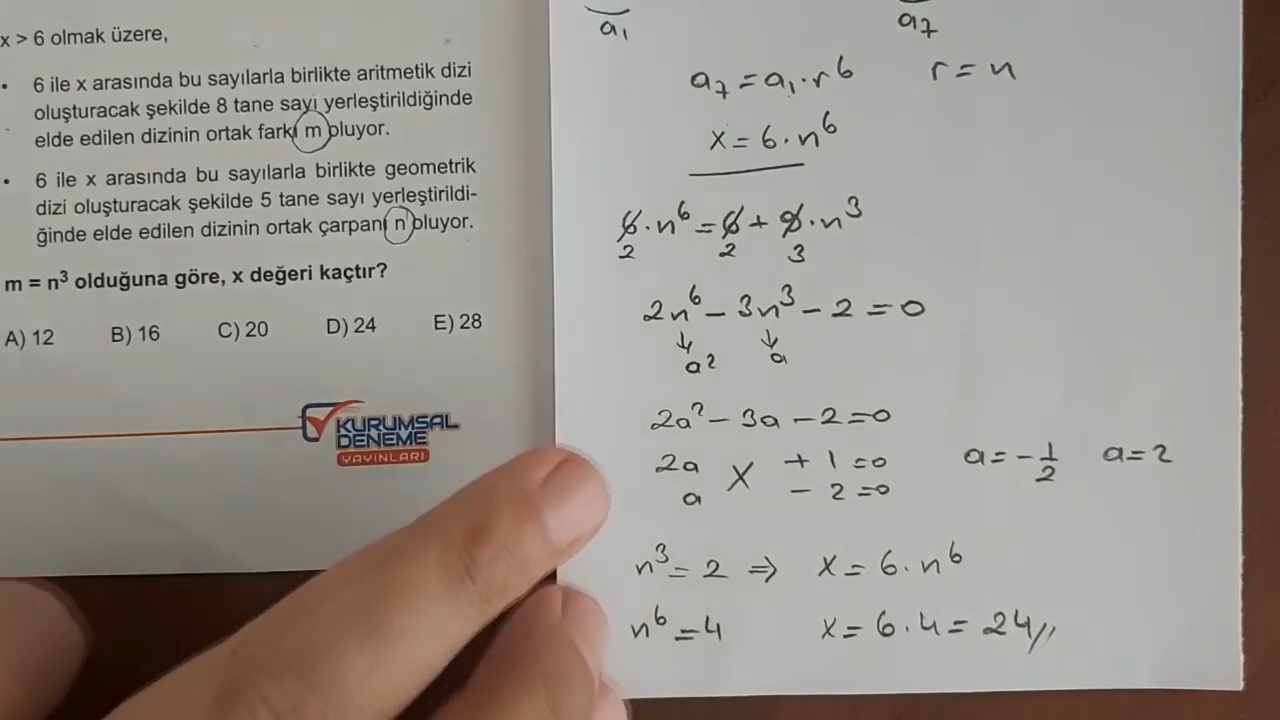 x > 6 olmak üzere,
• 6 ile x arasında bu sayılarla birlikte aritmetik dizi
oluşturacak şekilde 8 tane sayı yerleştirildiğinde
elde edilen dizinin ortak farkı m oluyor.
• 6 ile x arasında bu sayılarla birlikte geometrik
dizi oluşturacak şekilde 5 tane sayı yerleştirildi-
ğinde elde edilen dizinin ortak çarpanı n oluyor.
m = n³ olduğuna göre, x değeri kaçtır?
A) 12 B) 16 C) 20 D) 24 E) 28
KURUMSAL
DENEME
YAYINLARI
a₁ a₇
a₇ = a₁ · r⁶ r = n
x = 6 · n⁶
6 · n⁶ = 6 + 9 · n³
2 2 3
2n⁶ − 3n³ − 2 = 0
↓ ↓
a² a
2a² − 3a − 2 = 0
2a X + 1 = 0 a = −1/2 a = 2
a − 2 = 0
n³ = 2 ⇒ x = 6 · n⁶
n⁶ = 4 x = 6 · 4 = 24//